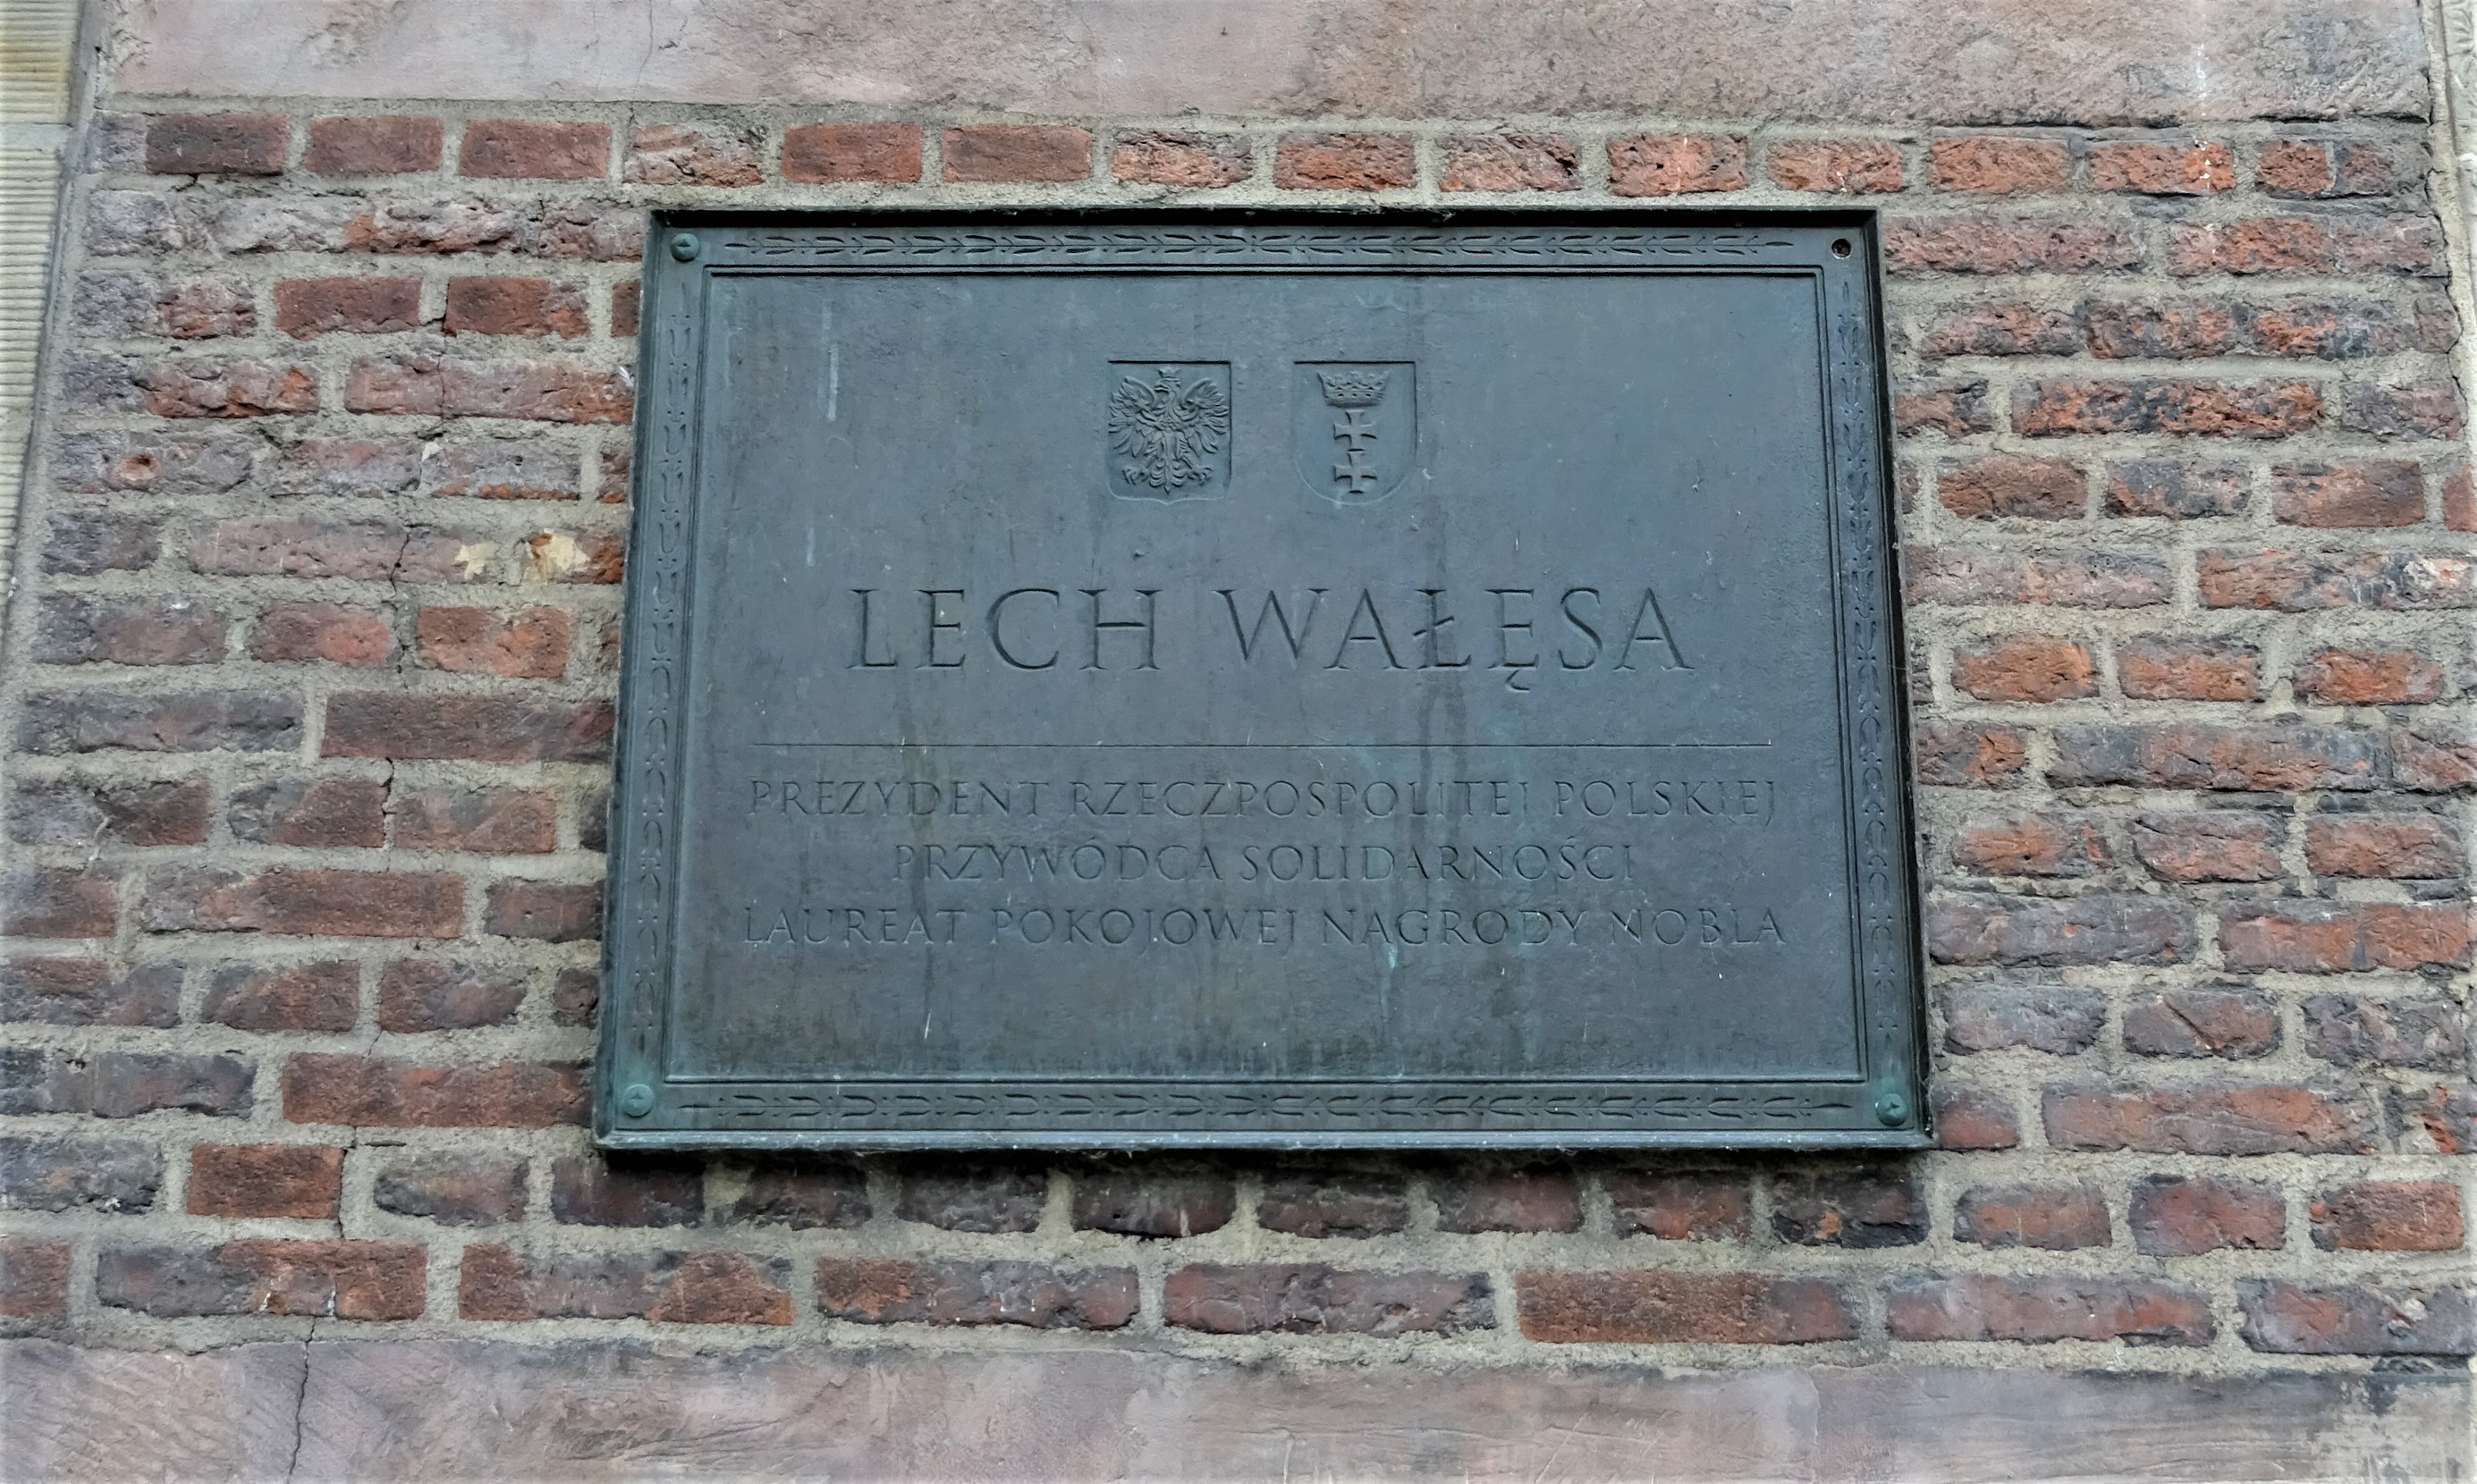 LECH WAŁĘSA
PREZYDENT RZECZPOSPOLITEJ POLSKIEJ
PRZYWÓDCA SOLIDARNOŚCI
LAUREAT POKOJOWEJ NAGRODY NOBLA